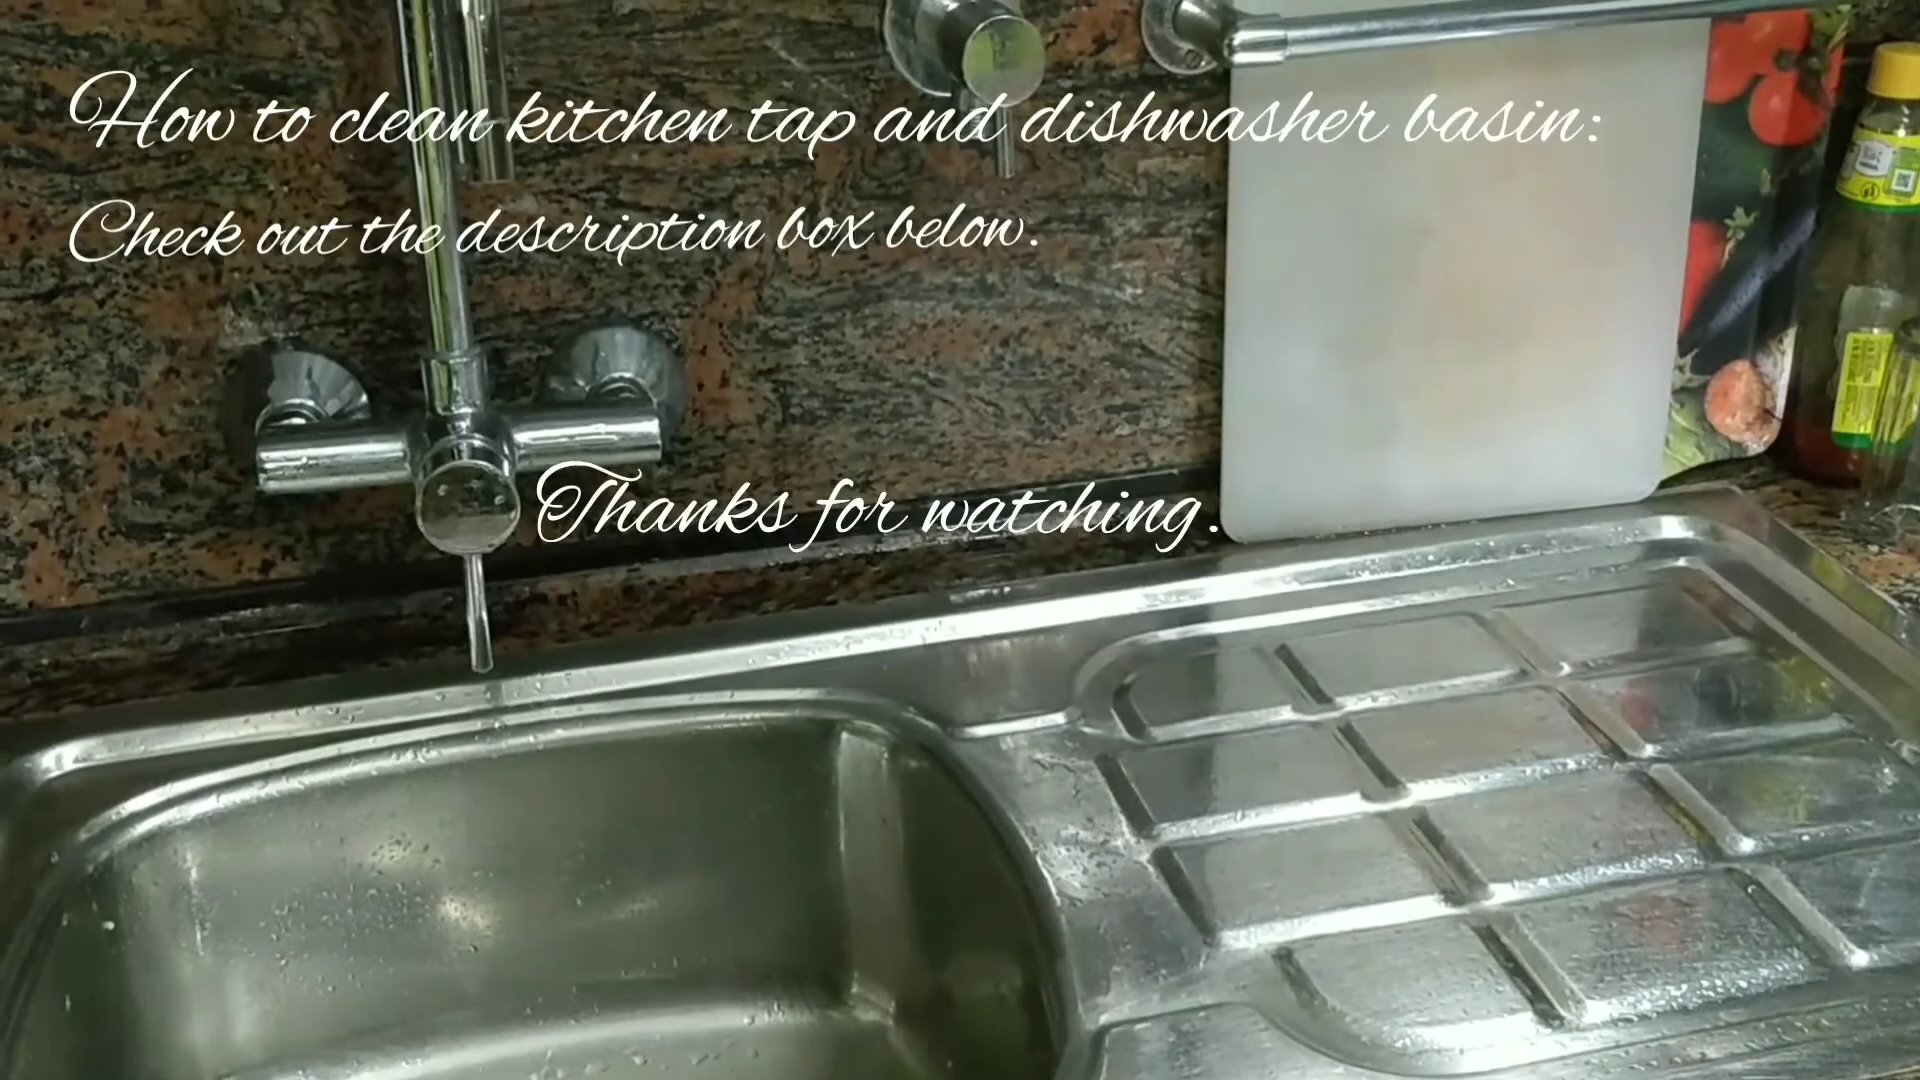 How to clean kitchen tap and dishwasher basin:
Check out the description box below.
Thanks for watching.